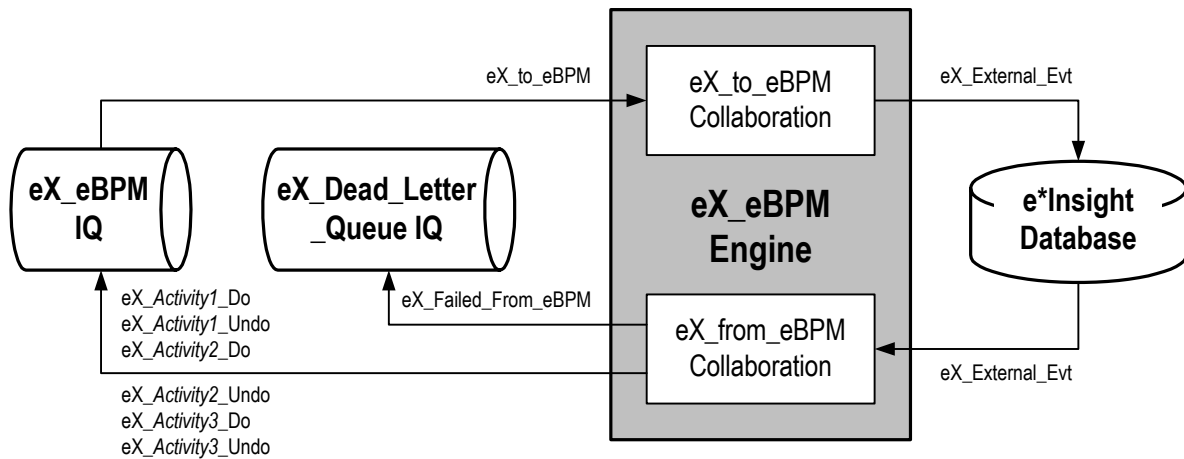 eX_to_eBPM
eX_to_eBPM
Collaboration
eX_External_Evt
eX_eBPM
IQ
eX_Dead_Letter
_Queue IQ
eX_eBPM
Engine
e*Insight
Database
eX_Activity1_Do
eX_Activity1_Undo
eX_Activity2_Do
eX_Failed_From_eBPM
eX_from_eBPM
Collaboration
eX_External_Evt
eX_Activity2_Undo
eX_Activity3_Do
eX_Activity3_Undo